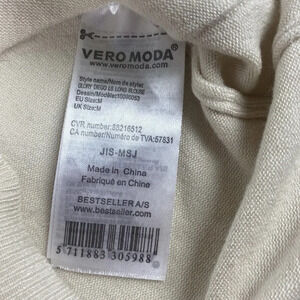 VERO MODA®
www.veromoda.com
Style name/Nom de style:
GLORY DIEGO LS LONG BLOUSE
EU Size:M
UK Size:M
CVR number:88216512
CA number/Numéro de TVA:57831
JIS-MSJ
Made in China
Fabriqué en Chine
BESTSELLER A/S
www.bestseller.com
5 711883 305988